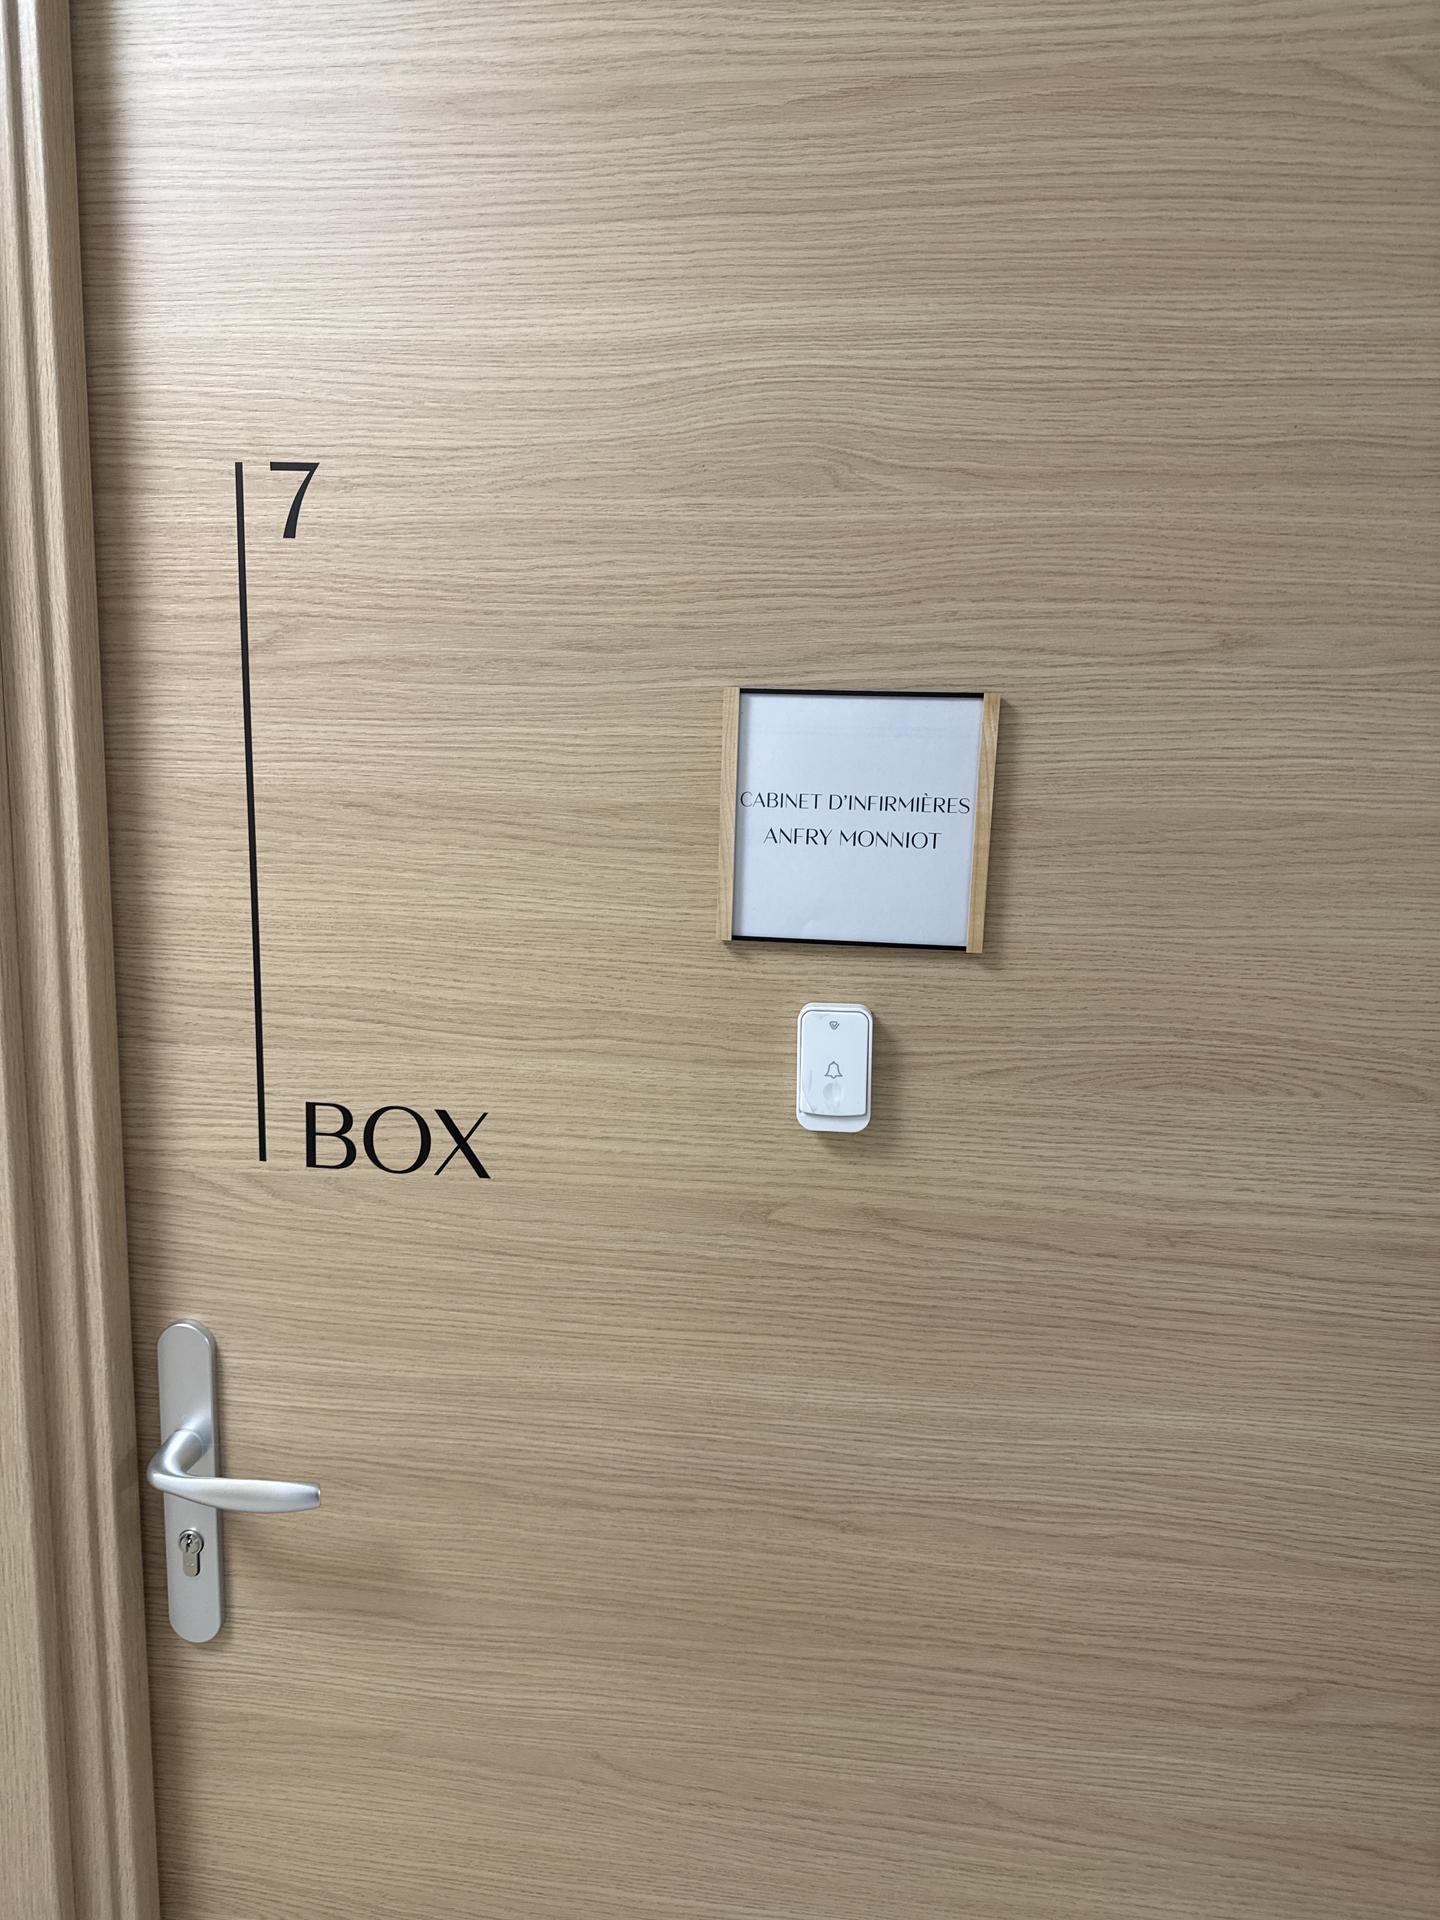 7
CABINET D'INFIRMIÈRES
ANFRY MONNIOT
BOX